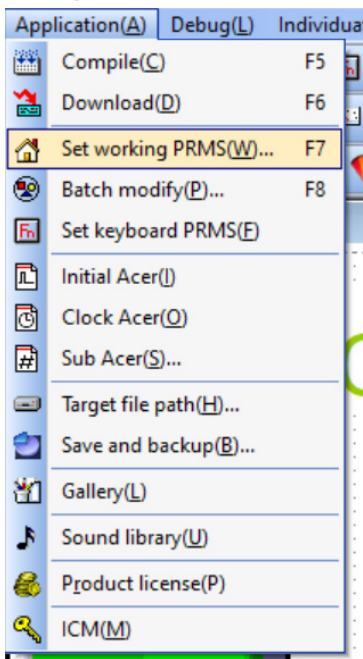 Application(A) Debug(L) Individua
Compile(C) F5
Download(D) F6
Set working PRMS(W)... F7
Batch modify(P)... F8
Fn Set keyboard PRMS(F)
Initial Acer(I)
Clock Acer(O)
# Sub Acer(S)...
Target file path(H)...
Save and backup(B)...
Gallery(L)
Sound library(U)
Product license(P)
ICM(M)